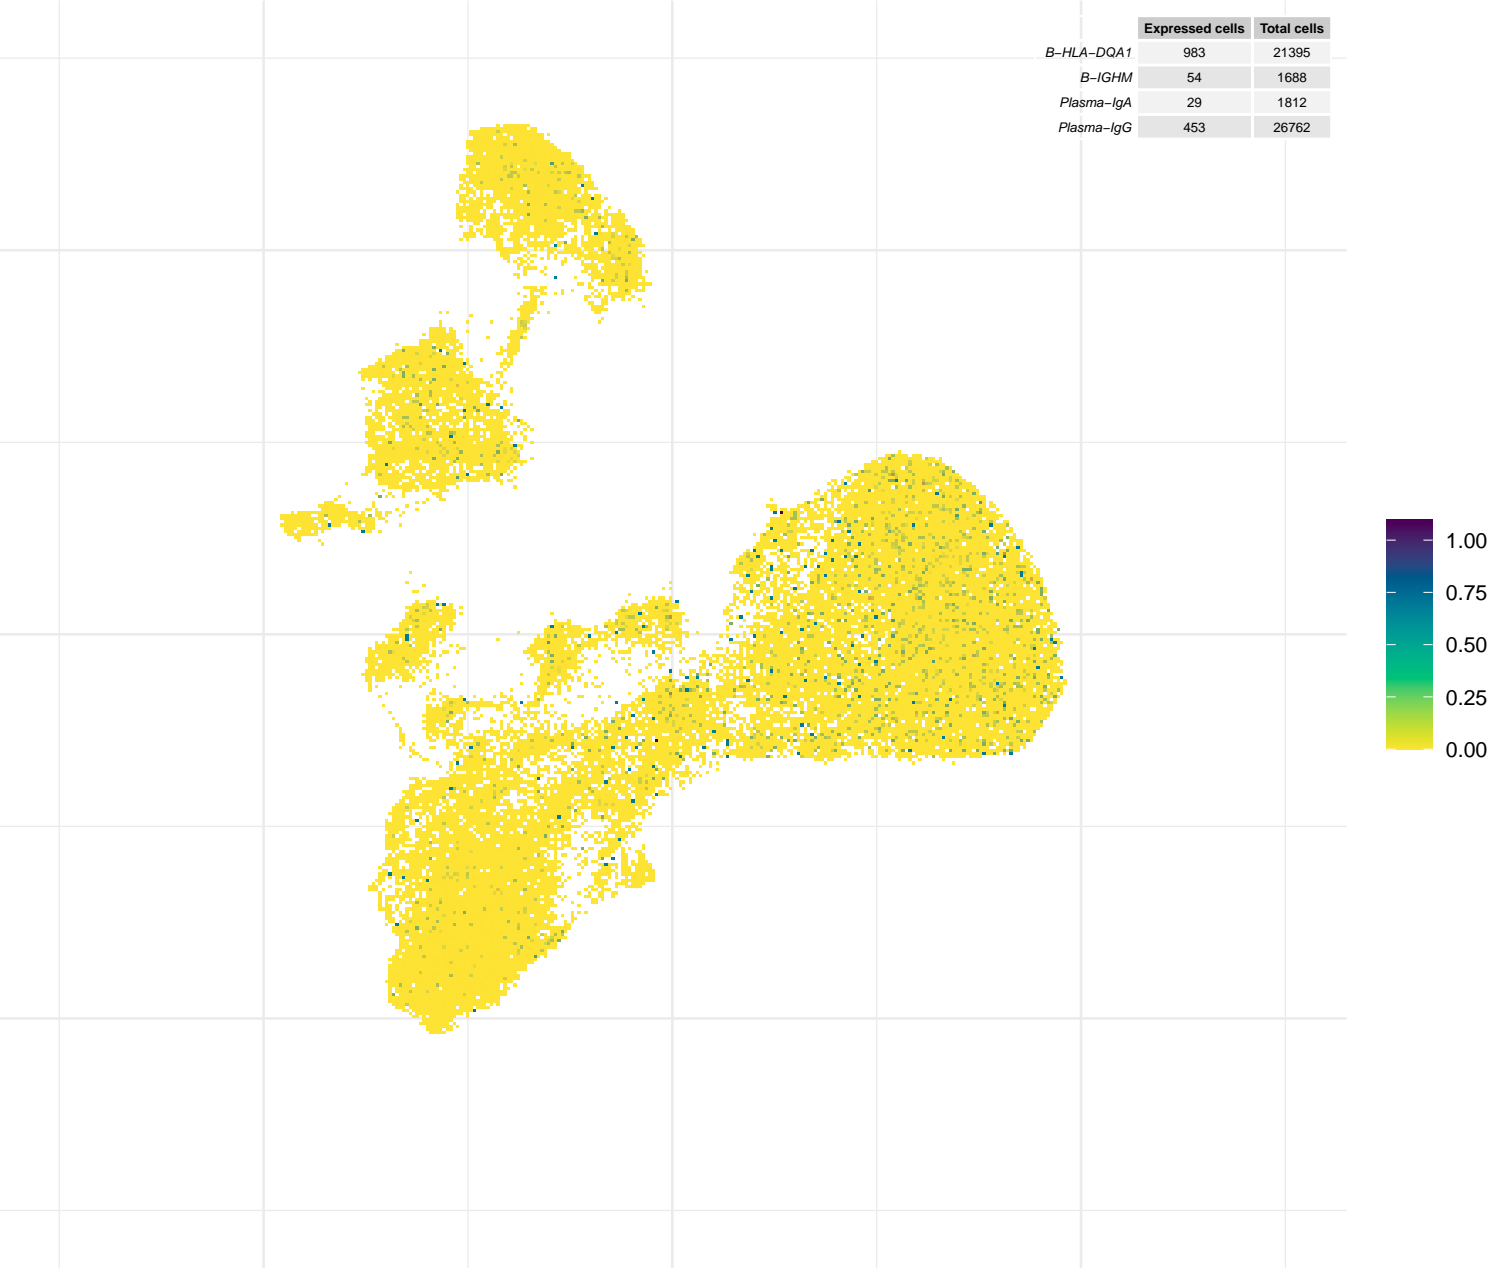 Expressed cells Total cells
B−HLA−DQA1 983 21395
B−IGHM 54 1688
Plasma−IgA 29 1812
Plasma−IgG 453 26762
1.00
0.75
0.50
0.25
0.00